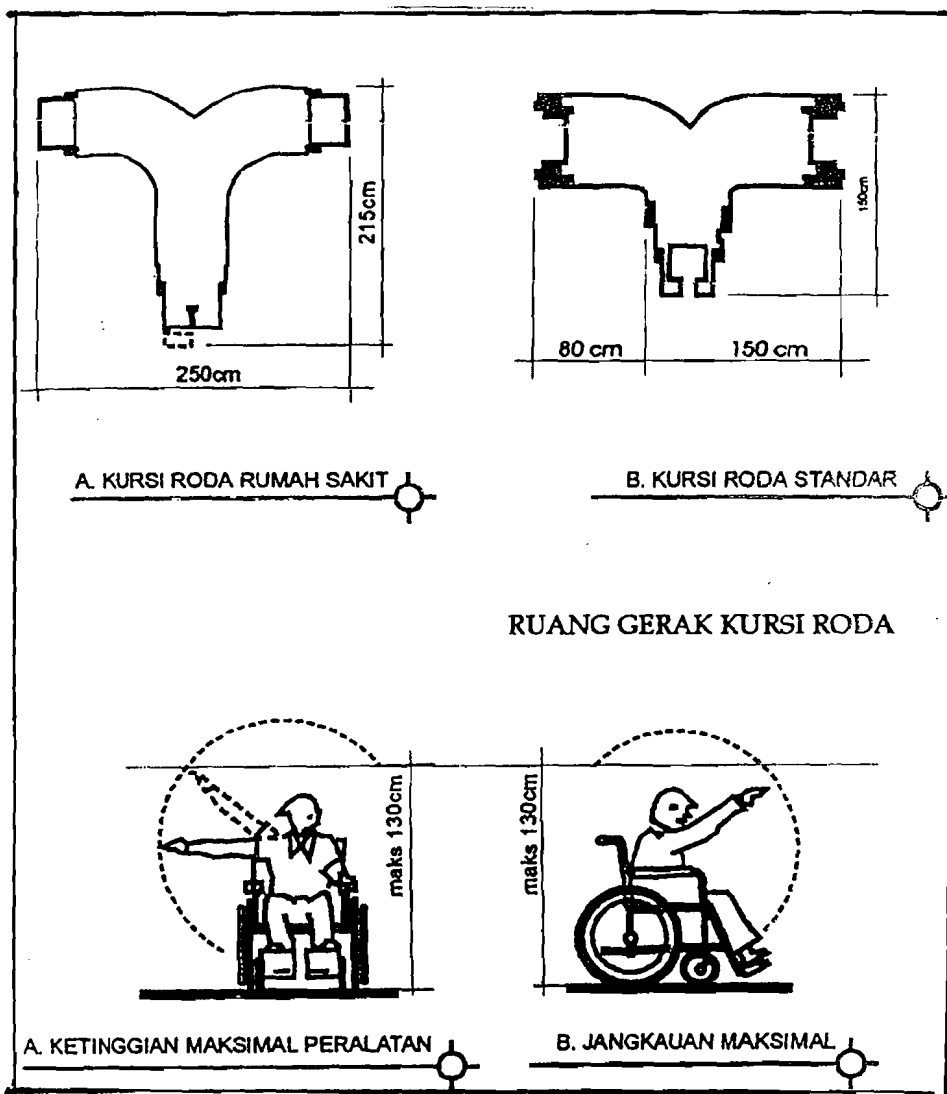 215cm
250cm
150cm
80 cm
150 cm
A. KURSI RODA RUMAH SAKIT
B. KURSI RODA STANDAR
RUANG GERAK KURSI RODA
maks 130cm
maks 130cm
A. KETINGGIAN MAKSIMAL PERALATAN
B. JANGKAUAN MAKSIMAL